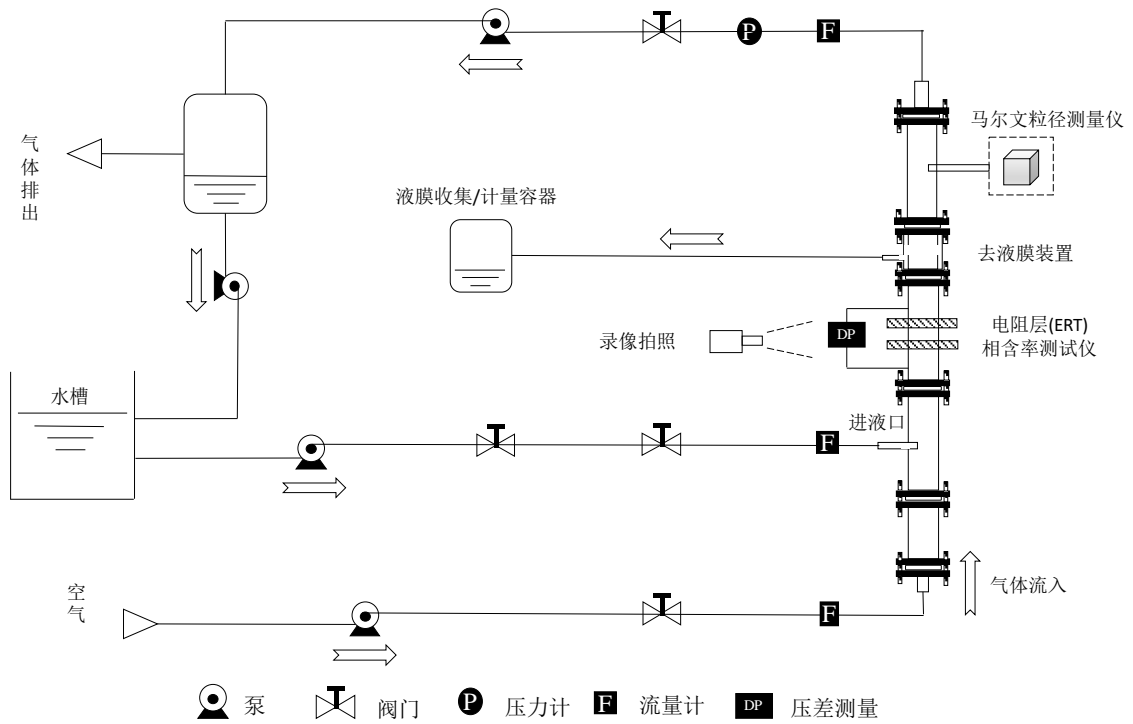 P
F
马尔文粒径测量仪
气体排出
液膜收集/计量容器
去液膜装置
录像拍照
DP
电阻层(ERT)
相含率测试仪
水槽
进液口
F
空气
气体流入
F
泵
阀门
P
压力计
F
流量计
DP
压差测量